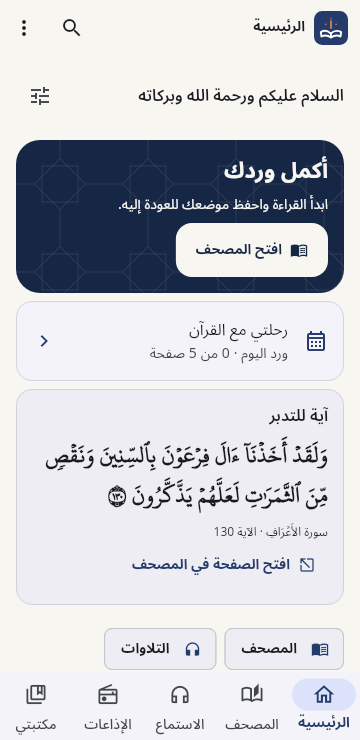 الرئيسية
السلام عليكم ورحمة الله وبركاته
أكمل وردك
ابدأ القراءة واحفظ موضعك للعودة إليه.
افتح المصحف
رحلتي مع القرآن
ورد اليوم · 0 من 5 صفحة
آية للتدبر
وَلَقَدۡ أَخَذۡنَآ ءَالَ فِرۡعَوۡنَ بِٱلسِّنِينَ وَنَقۡصٖ
مِّنَ ٱلثَّمَرَٰتِ لَعَلَّهُمۡ يَذَّكَّرُونَ ١٣٠
سورة الأَعۡرَافِ · الآية 130
افتح الصفحة في المصحف
المصحف
التلاوات
الرئيسية
المصحف
الاستماع
الإذاعات
مكتبتي